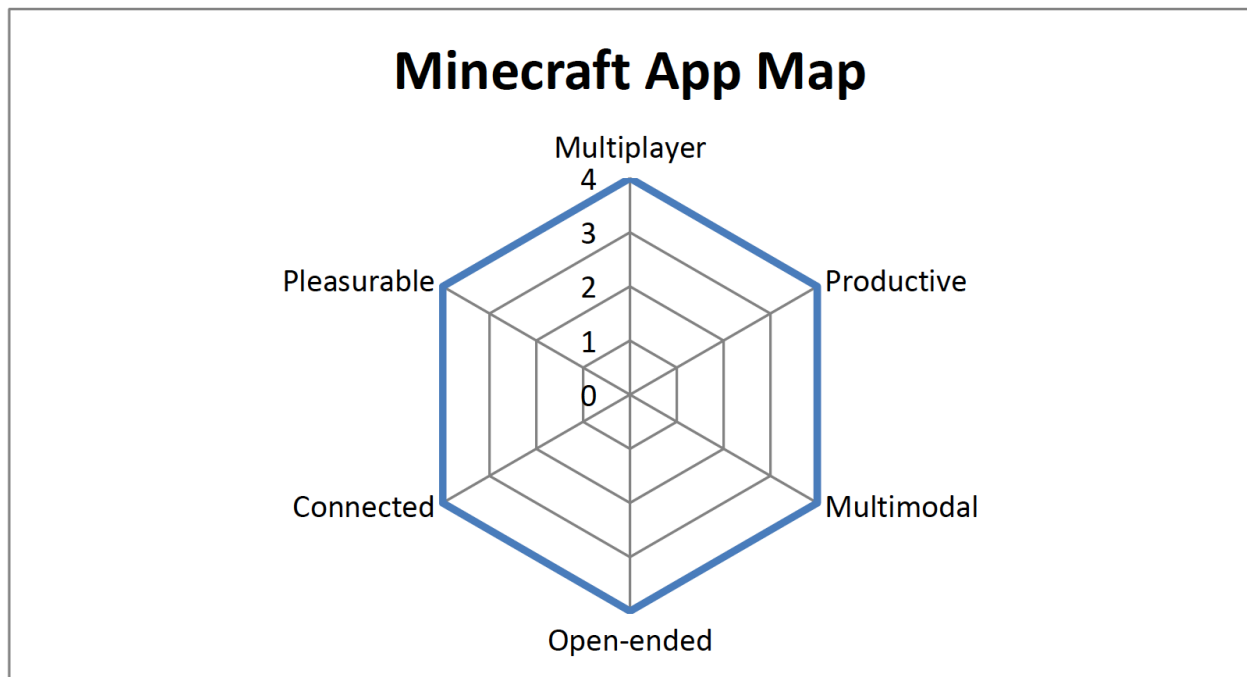 Minecraft App Map
Multiplayer
4
3
Pleasurable
Productive
2
1
0
Connected
Multimodal
Open-ended